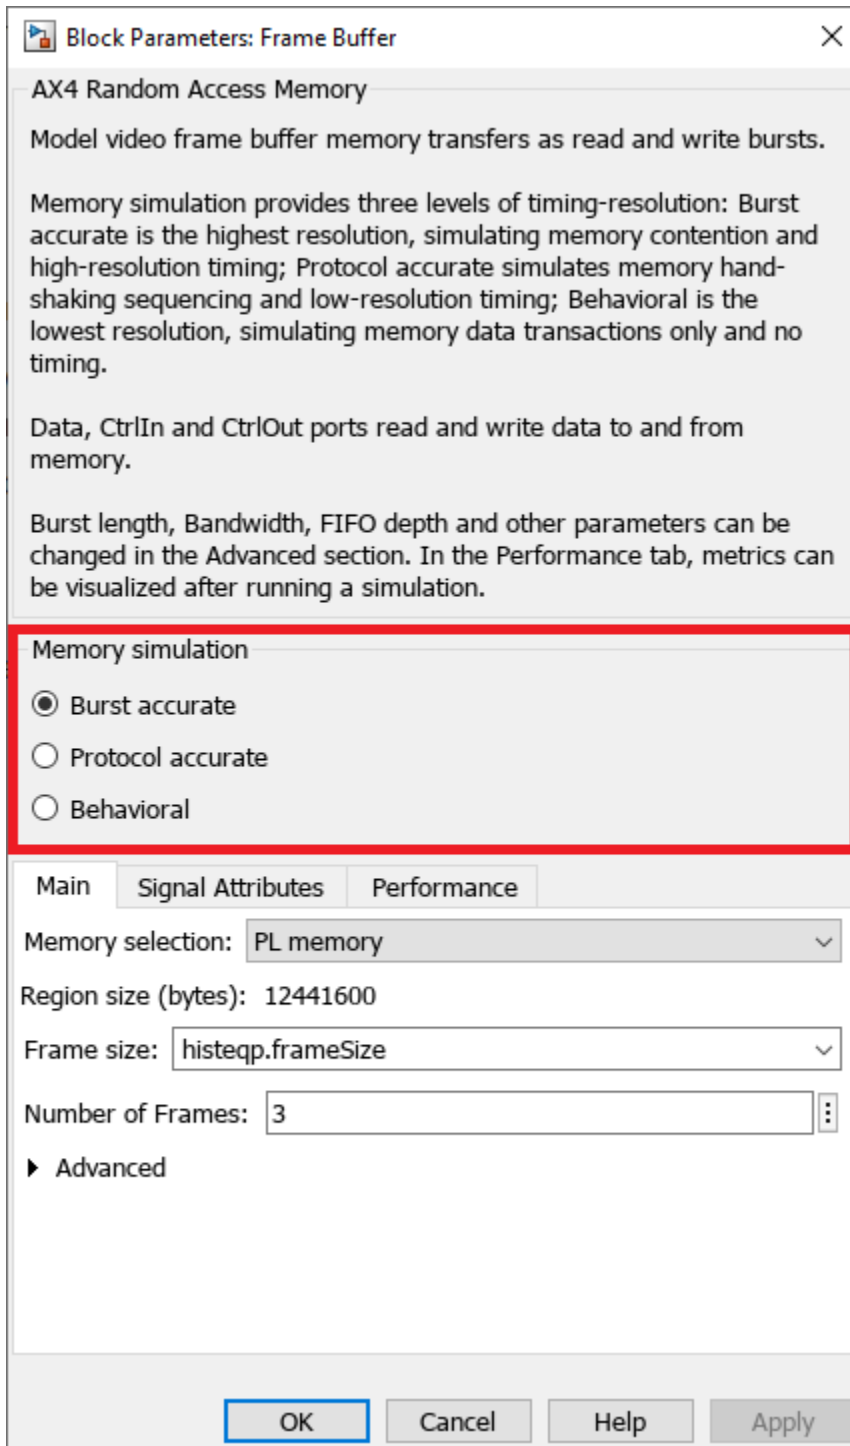 Block Parameters: Frame Buffer
AX4 Random Access Memory
Model video frame buffer memory transfers as read and write bursts.
Memory simulation provides three levels of timing-resolution: Burst
accurate is the highest resolution, simulating memory contention and
high-resolution timing; Protocol accurate simulates memory hand-
shaking sequencing and low-resolution timing; Behavioral is the
lowest resolution, simulating memory data transactions only and no
timing.
Data, CtrlIn and CtrlOut ports read and write data to and from
memory.
Burst length, Bandwidth, FIFO depth and other parameters can be
changed in the Advanced section. In the Performance tab, metrics can
be visualized after running a simulation.
Memory simulation
Burst accurate
Protocol accurate
Behavioral
Main Signal Attributes Performance
Memory selection: PL memory
Region size (bytes): 12441600
Frame size: histeqp.frameSize
Number of Frames: 3
Advanced
OK Cancel Help Apply